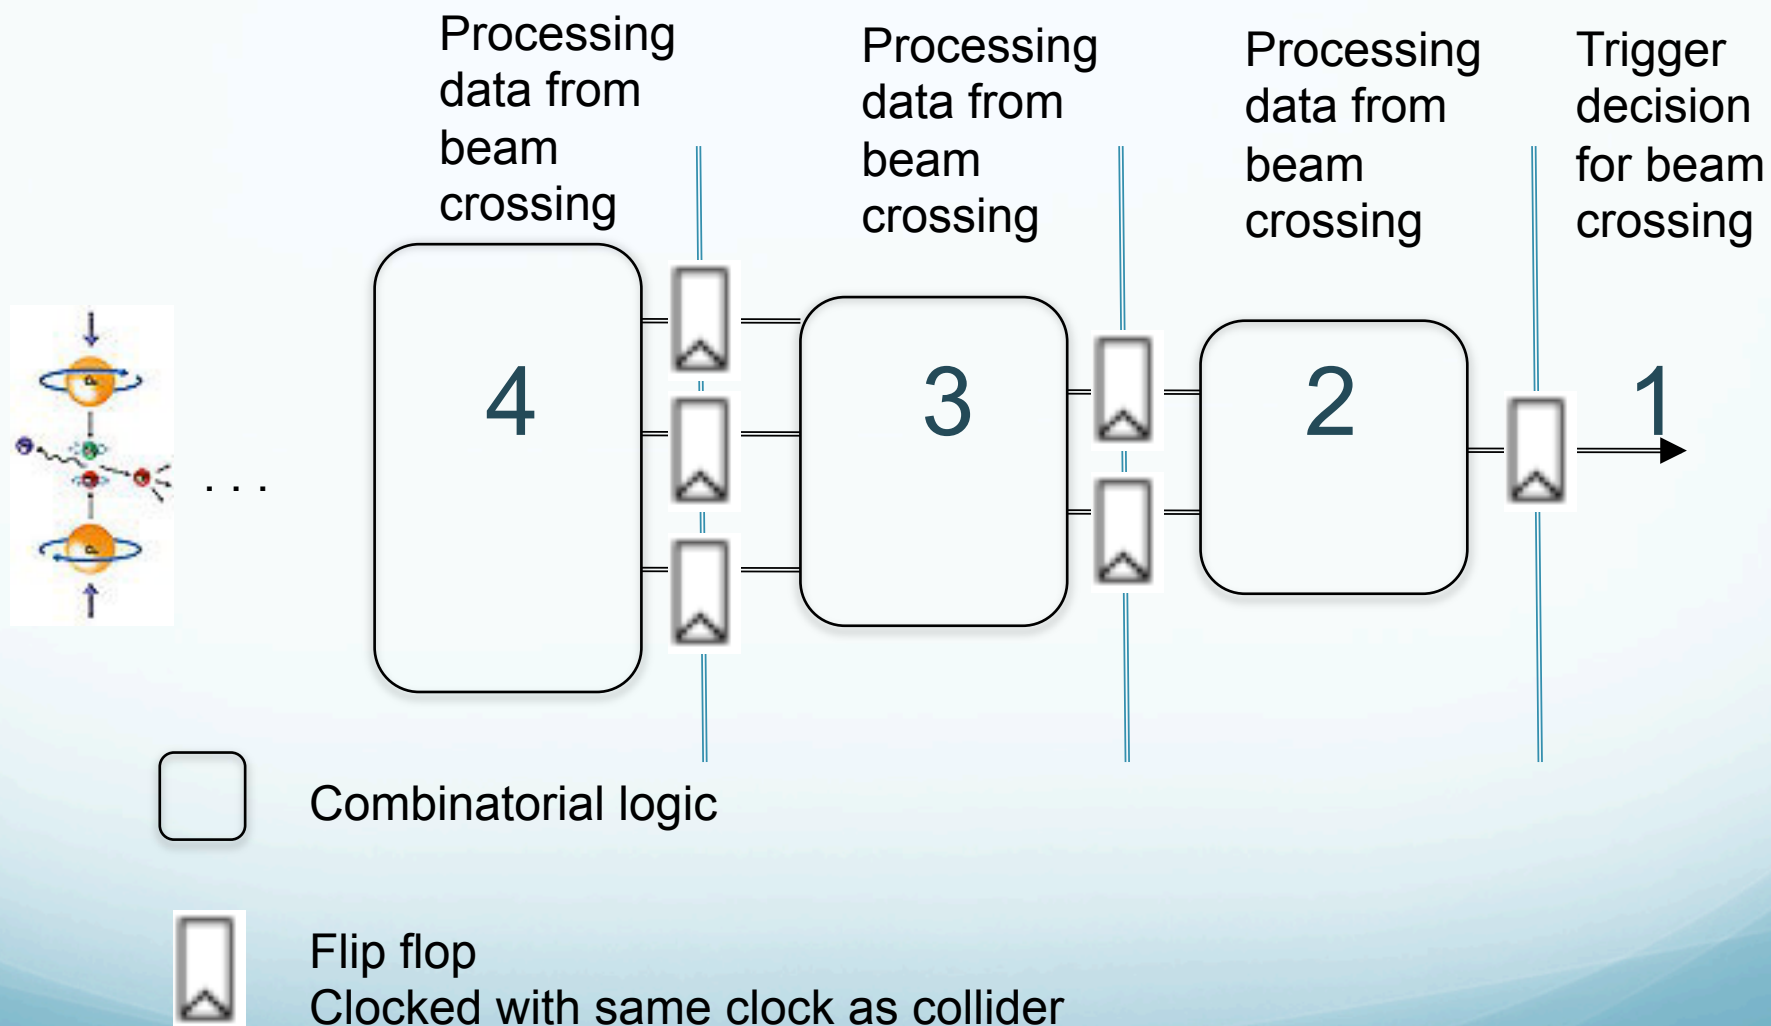 Processing
data from
beam
crossing
Processing
data from
beam
crossing
Processing
data from
beam
crossing
Trigger
decision
for beam
crossing
4
3
2
1
. . .
Combinatorial logic
Flip flop
Clocked with same clock as collider